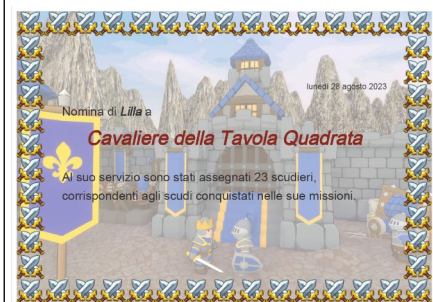 lunedì 28 agosto 2023
Nomina di Lilla a
Cavaliere della Tavola Quadrata
Al suo servizio sono stati assegnati 23 scudieri,
corrispondenti agli scudi conquistati nelle sue missioni.